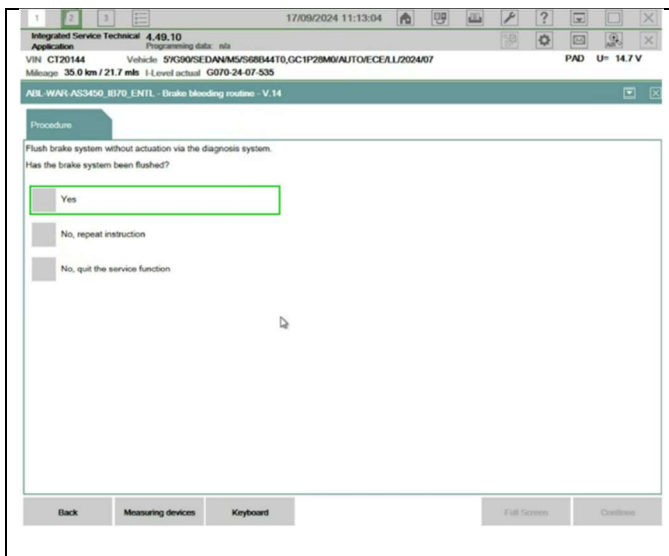 1 2 3 17/09/2024 11:13:04
Integrated Service Technical 4.49.10
Application Programming data: n/a
VIN CT20144 Vehicle 5'/G90/SEDAN/M5/S68B44T0,GC1P28M0/AUTO/ECE/LL/2024/07 PAD U= 14.7 V
Mileage 35.0 km / 21.7 mls I-Level actual G070-24-07-535
ABL-WAR-AS3450_IB70_ENTL - Brake bleeding routine - V.14
Procedure
Flush brake system without actuation via the diagnosis system.
Has the brake system been flushed?
Yes
No, repeat instruction
No, quit the service function
Back Measuring devices Keyboard Full Screen Continue